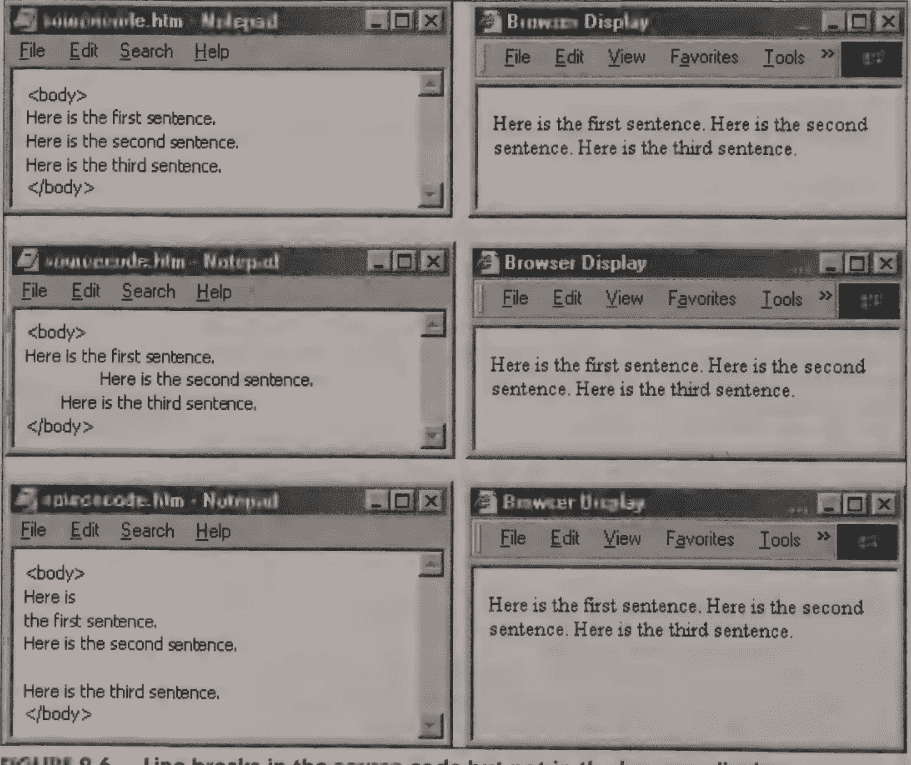 sourcecode.htm - Notepad
File Edit Search Help
<body>
Here is the first sentence.
Here is the second sentence.
Here is the third sentence.
</body>
Browser Display
File Edit View Favorites Tools »
Here is the first sentence. Here is the second
sentence. Here is the third sentence.
sourcecode.htm - Notepad
File Edit Search Help
<body>
Here is the first sentence.
Here is the second sentence.
Here is the third sentence.
</body>
Browser Display
File Edit View Favorites Tools »
Here is the first sentence. Here is the second
sentence. Here is the third sentence.
sourcecode.htm - Notepad
File Edit Search Help
<body>
Here is
the first sentence.
Here is the second sentence.
Here is the third sentence.
</body>
Browser Display
File Edit View Favorites Tools »
Here is the first sentence. Here is the second
sentence. Here is the third sentence.
Line breaks in the source code but not in the